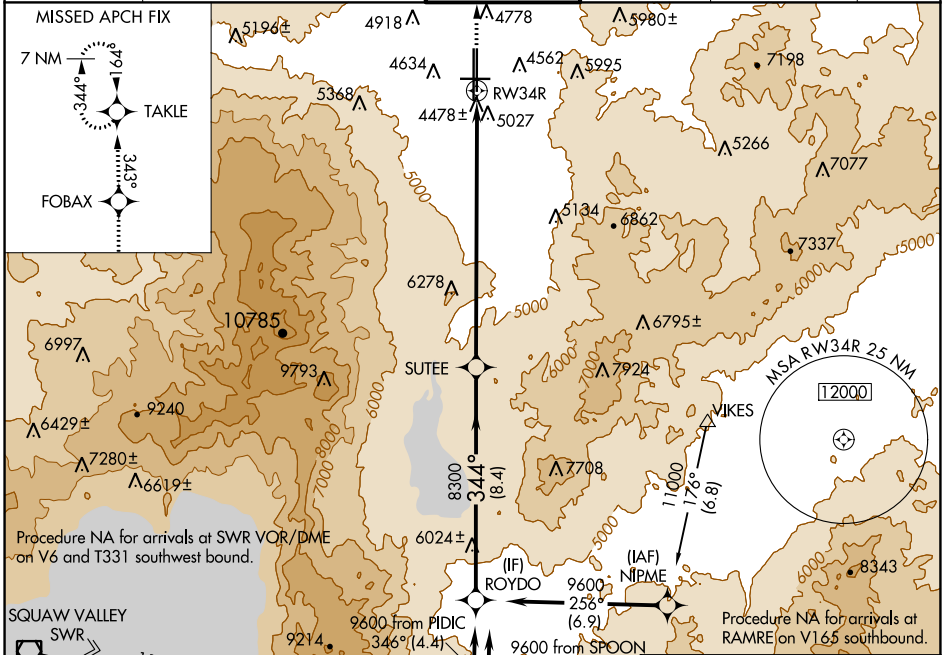 MISSED APCH FIX
7 NM
344°
164°
TAKLE
343°
FOBAX
5196±
4918
4778
5980±
4634
4562
5995
7198
5368
RW34R
4478±
5027
5266
7077
5000
5134
6862
7337
5000
6000
6278
5000
10785
6795±
6997
SUTEE
6000
7000
MSA RW34R 25 NM
9793
7924
12000
6000
9240
VIKES
6429±
8000
7000
7280±
7708
6619±
8300
344°
(8.4)
11000
176°
(6.8)
Procedure NA for arrivals at SWR VOR/DME
on V6 and T331 southwest bound.
6024±
5000
(IF)
ROYDO
(IAF)
NIPME
8343
9600
256°
(6.9)
SQUAW VALLEY
SWR
9214
9600 from PIDIC
346° (4.4)
9600 from SPOON
Procedure NA for arrivals at
RAMRE on V165 southbound.